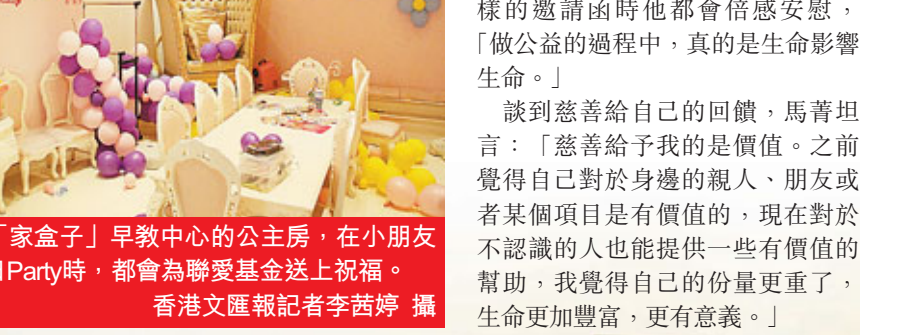 樣的邀請函時他都會倍感安慰，
「做公益的過程中，真的是生命影響
生命。」
談到慈善給自己的回饋，馬菁坦
言：「慈善給予我的是價值。之前
覺得自己對於身邊的親人、朋友或
者某個項目是有價值的，現在對於
不認識的人也能提供一些有價值的
幫助，我覺得自己的份量更重了，
生命更加豐富，更有意義。」
「家盒子」早教中心的公主房，在小朋友
Party時，都會為聯愛基金送上祝福。
香港文匯報記者李茜婷 攝